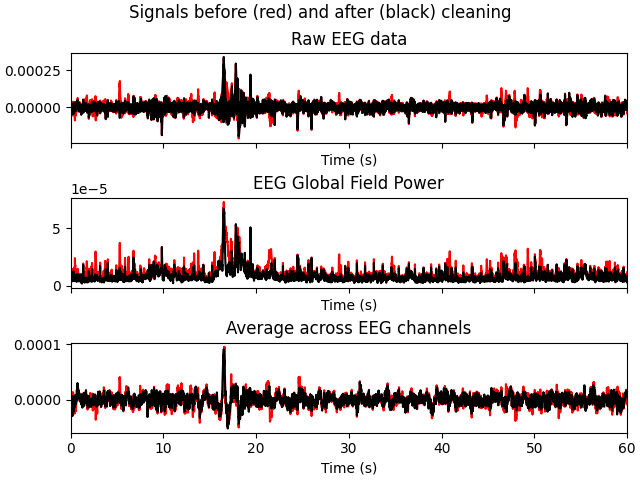 Signals before (red) and after (black) cleaning
Raw EEG data
0.00025
0.00000
Time (s)
EEG Global Field Power
1e−5
5
0
Time (s)
Average across EEG channels
0.0001
0.0000
0 10 20 30 40 50 60
Time (s)